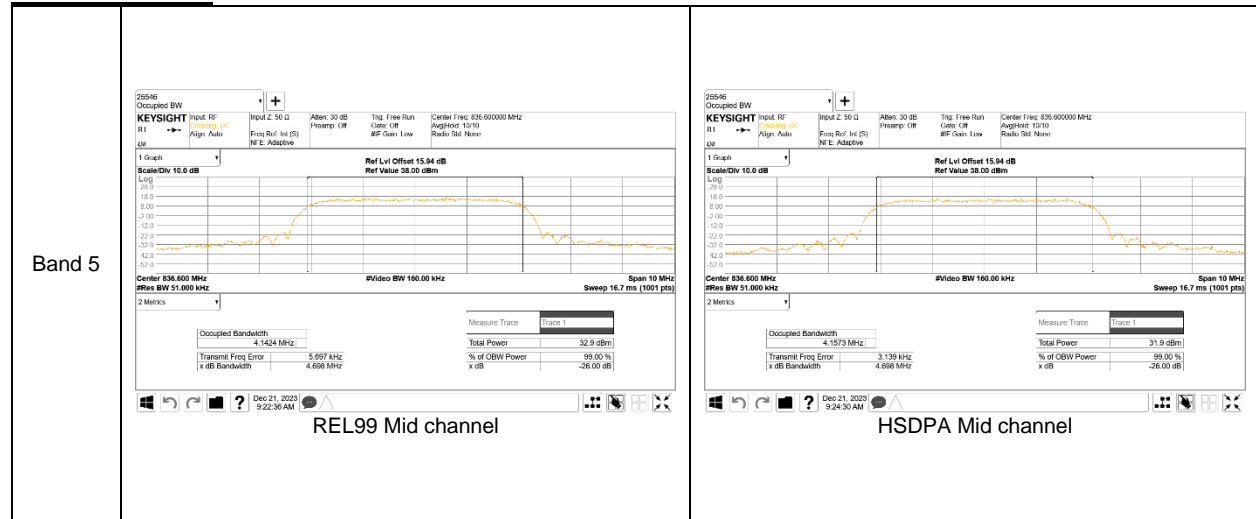 Band 5
25546
Occupied BW
KEYSIGHT
Input: RF
Coupling: DC
Align: Auto
Input Z: 50 Ω
Freq Ref: Int (S)
NFE: Adaptive
Atten: 30 dB
Preamp: Off
Trig: Free Run
Gate: Off
#IF Gain: Low
Center Freq: 836.600000 MHz
Avg|Hold: 10/10
Radio Std: None
1 Graph
Scale/Div 10.0 dB
Ref Lvl Offset 15.94 dB
Ref Value 38.00 dBm
Log
28.0
18.0
8.00
-2.00
-12.0
-22.0
-32.0
-42.0
-52.0
Center 836.600 MHz
#Res BW 51.000 kHz
#Video BW 160.00 kHz
Span 10 MHz
Sweep 16.7 ms (1001 pts)
2 Metrics
Measure Trace Trace 1
Occupied Bandwidth
4.1424 MHz
Total Power 32.9 dBm
Transmit Freq Error 5.697 kHz
% of OBW Power 99.00 %
x dB Bandwidth 4.698 MHz
x dB -26.00 dB
?
Dec 21, 2023
9:22:36 AM
REL99 Mid channel
25546
Occupied BW
KEYSIGHT
Input: RF
Coupling: DC
Align: Auto
Input Z: 50 Ω
Freq Ref: Int (S)
NFE: Adaptive
Atten: 30 dB
Preamp: Off
Trig: Free Run
Gate: Off
#IF Gain: Low
Center Freq: 836.600000 MHz
Avg|Hold: 10/10
Radio Std: None
1 Graph
Scale/Div 10.0 dB
Ref Lvl Offset 15.94 dB
Ref Value 38.00 dBm
Log
28.0
18.0
8.00
-2.00
-12.0
-22.0
-32.0
-42.0
-52.0
Center 836.600 MHz
#Res BW 51.000 kHz
#Video BW 160.00 kHz
Span 10 MHz
Sweep 16.7 ms (1001 pts)
2 Metrics
Measure Trace Trace 1
Occupied Bandwidth
4.1573 MHz
Total Power 31.9 dBm
Transmit Freq Error 3.139 kHz
% of OBW Power 99.00 %
x dB Bandwidth 4.698 MHz
x dB -26.00 dB
?
Dec 21, 2023
9:24:30 AM
HSDPA Mid channel